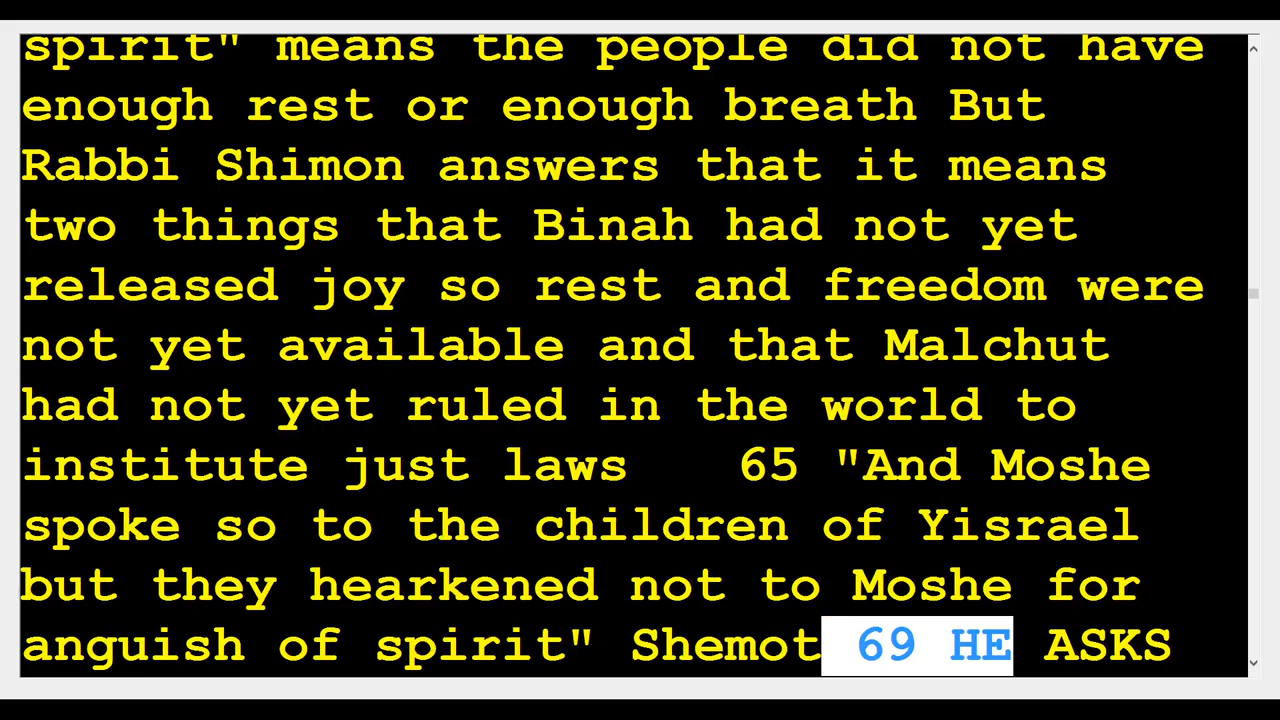 spirit" means the people did not have
enough rest or enough breath But
Rabbi Shimon answers that it means
two things that Binah had not yet
released joy so rest and freedom were
not yet available and that Malchut
had not yet ruled in the world to
institute just laws    65 "And Moshe
spoke so to the children of Yisrael
but they hearkened not to Moshe for
anguish of spirit" Shemot 69 HE ASKS